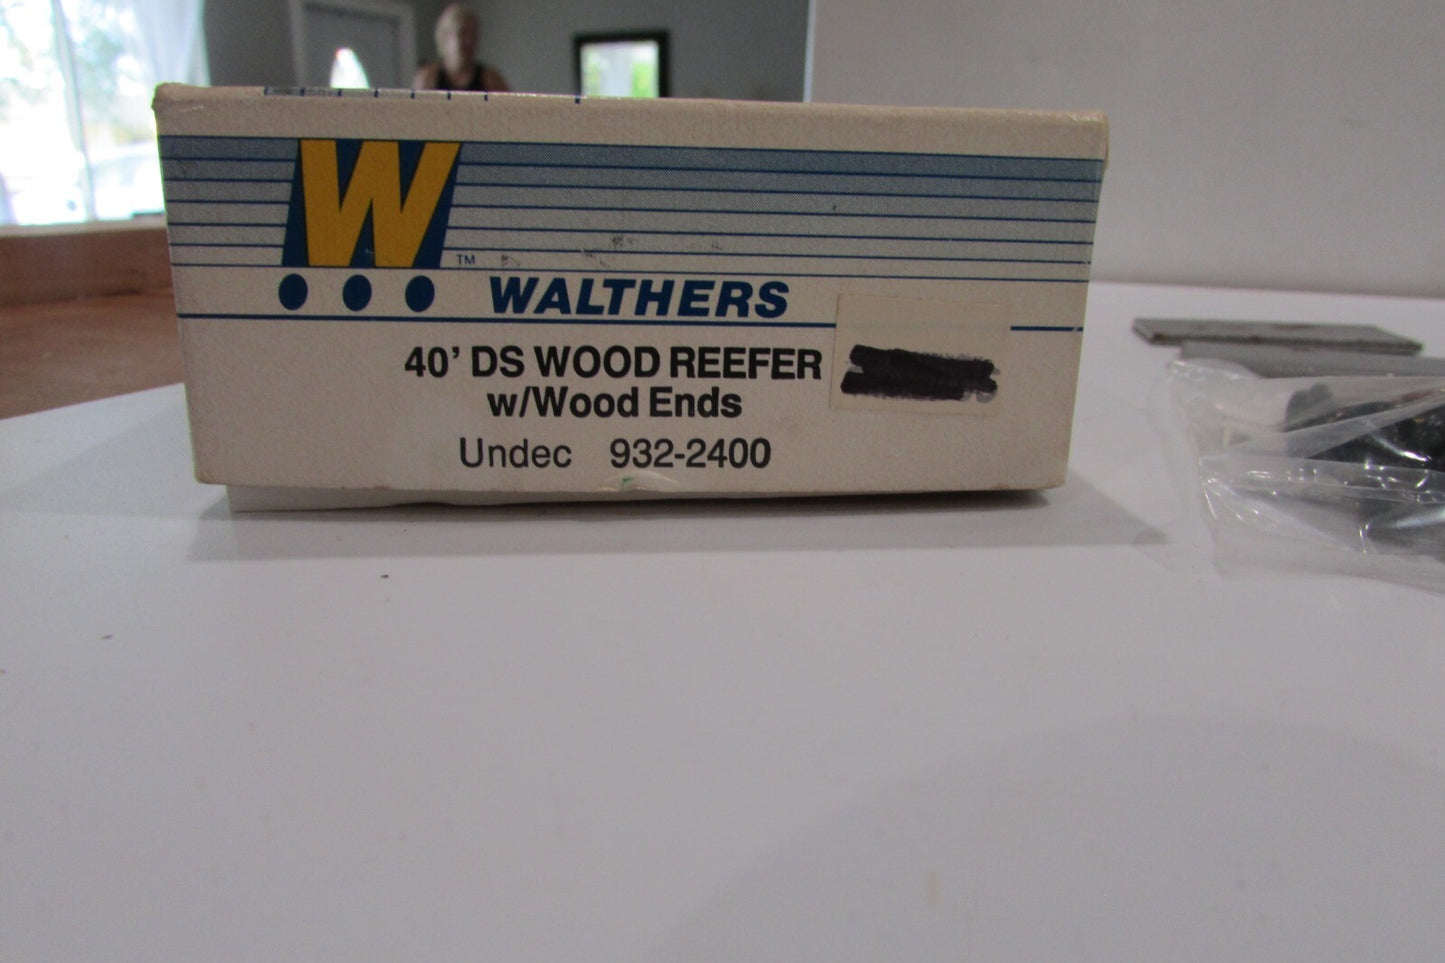 W
TM
WALTHERS
40' DS WOOD REEFER
w/Wood Ends
Undec 932-2400